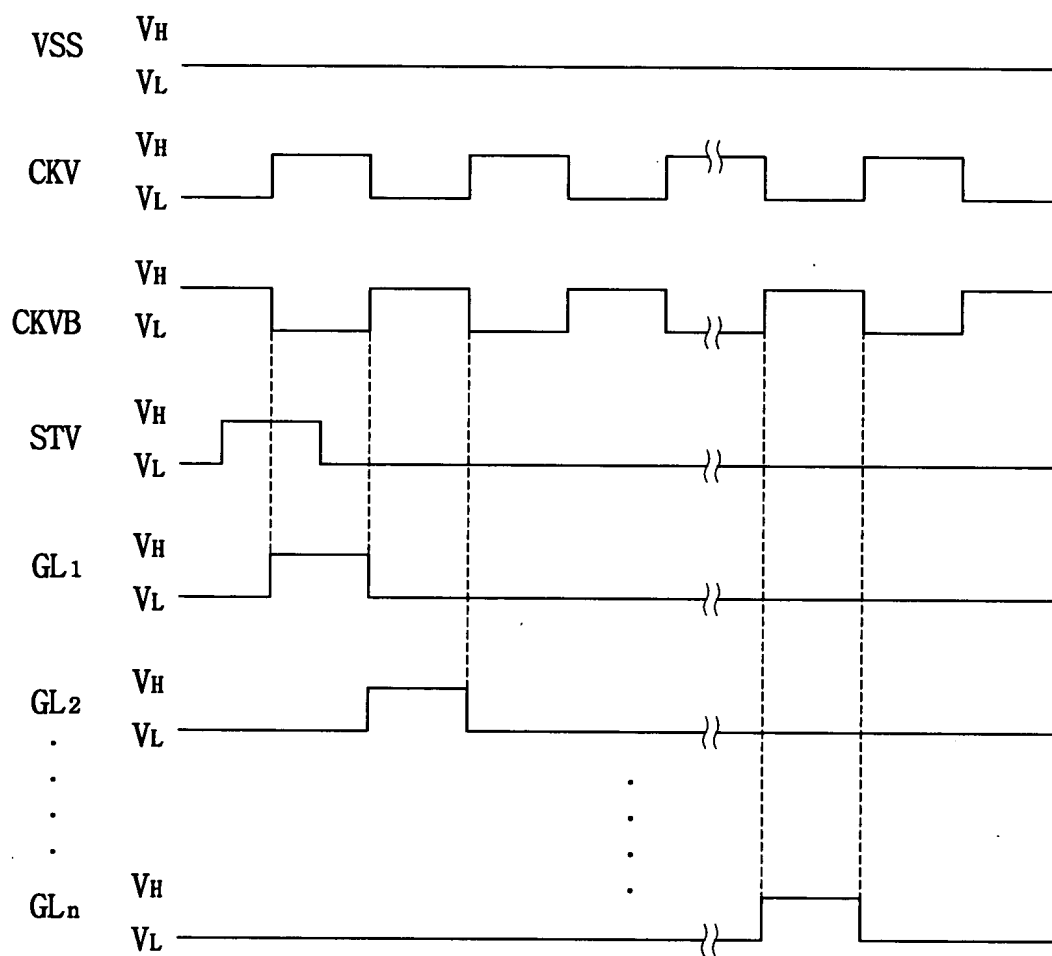 VSS VH
VL
CKV VH
VL
CKVB VH
VL
STV VH
VL
GL1 VH
VL
GL2 VH
VL
GLn VH
VL